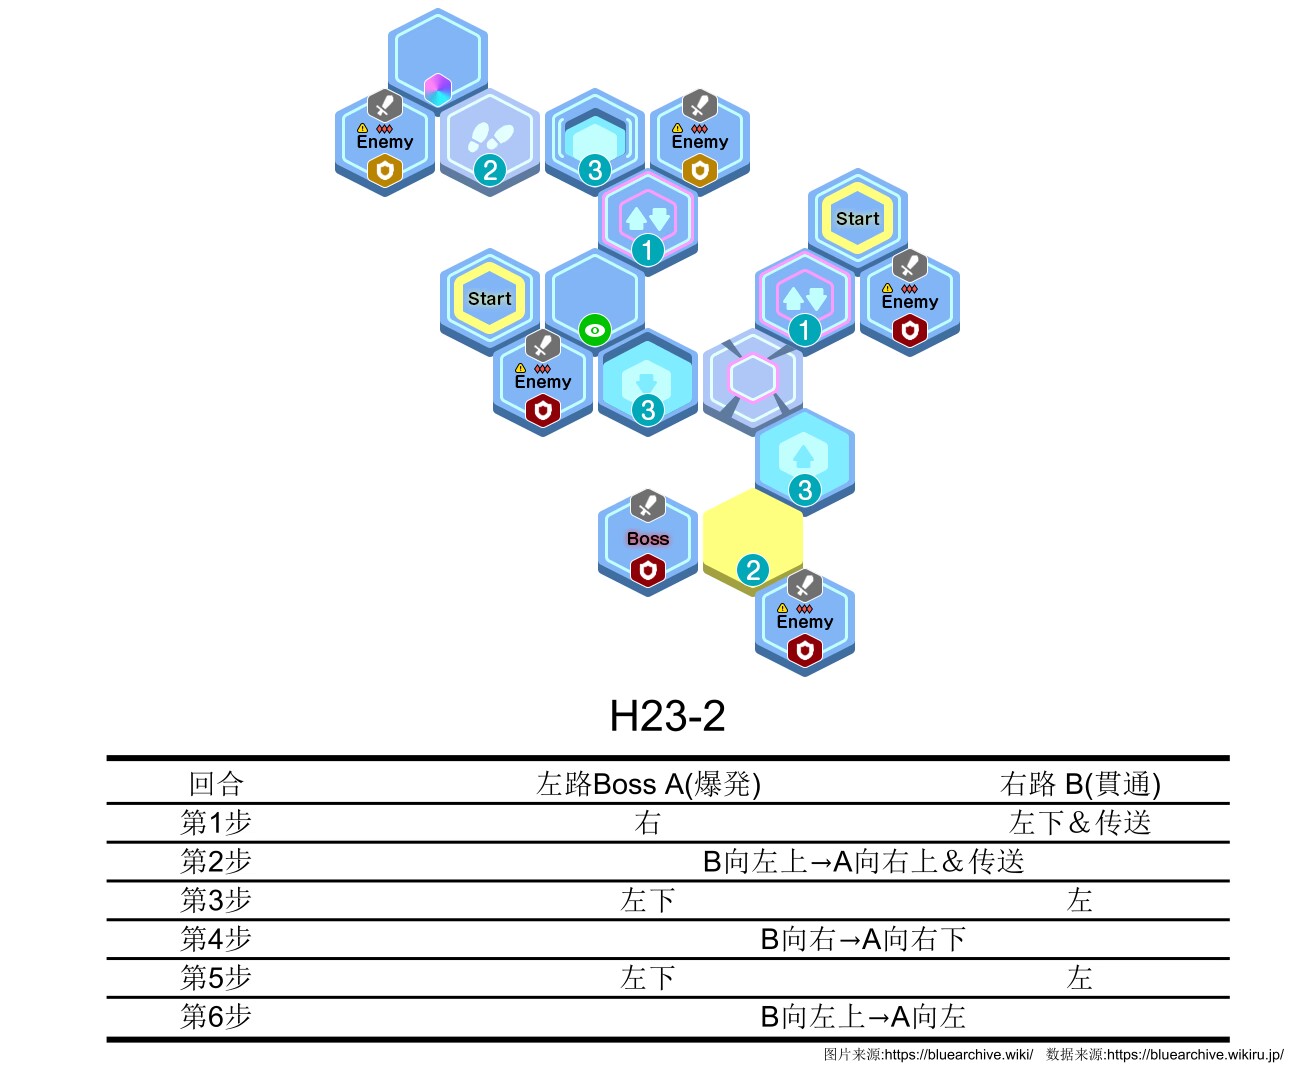 Enemy
2
3
Enemy
1
Start
Start
1
Enemy
Enemy
3
3
Boss
2
Enemy
H23-2
回合 左路Boss A(爆発) 右路 B(貫通)
第1步 右 左下＆传送
第2步 B向左上→A向右上＆传送
第3步 左下 左
第4步 B向右→A向右下
第5步 左下 左
第6步 B向左上→A向左
图片来源:https://bluearchive.wiki/ 数据来源:https://bluearchive.wikiru.jp/